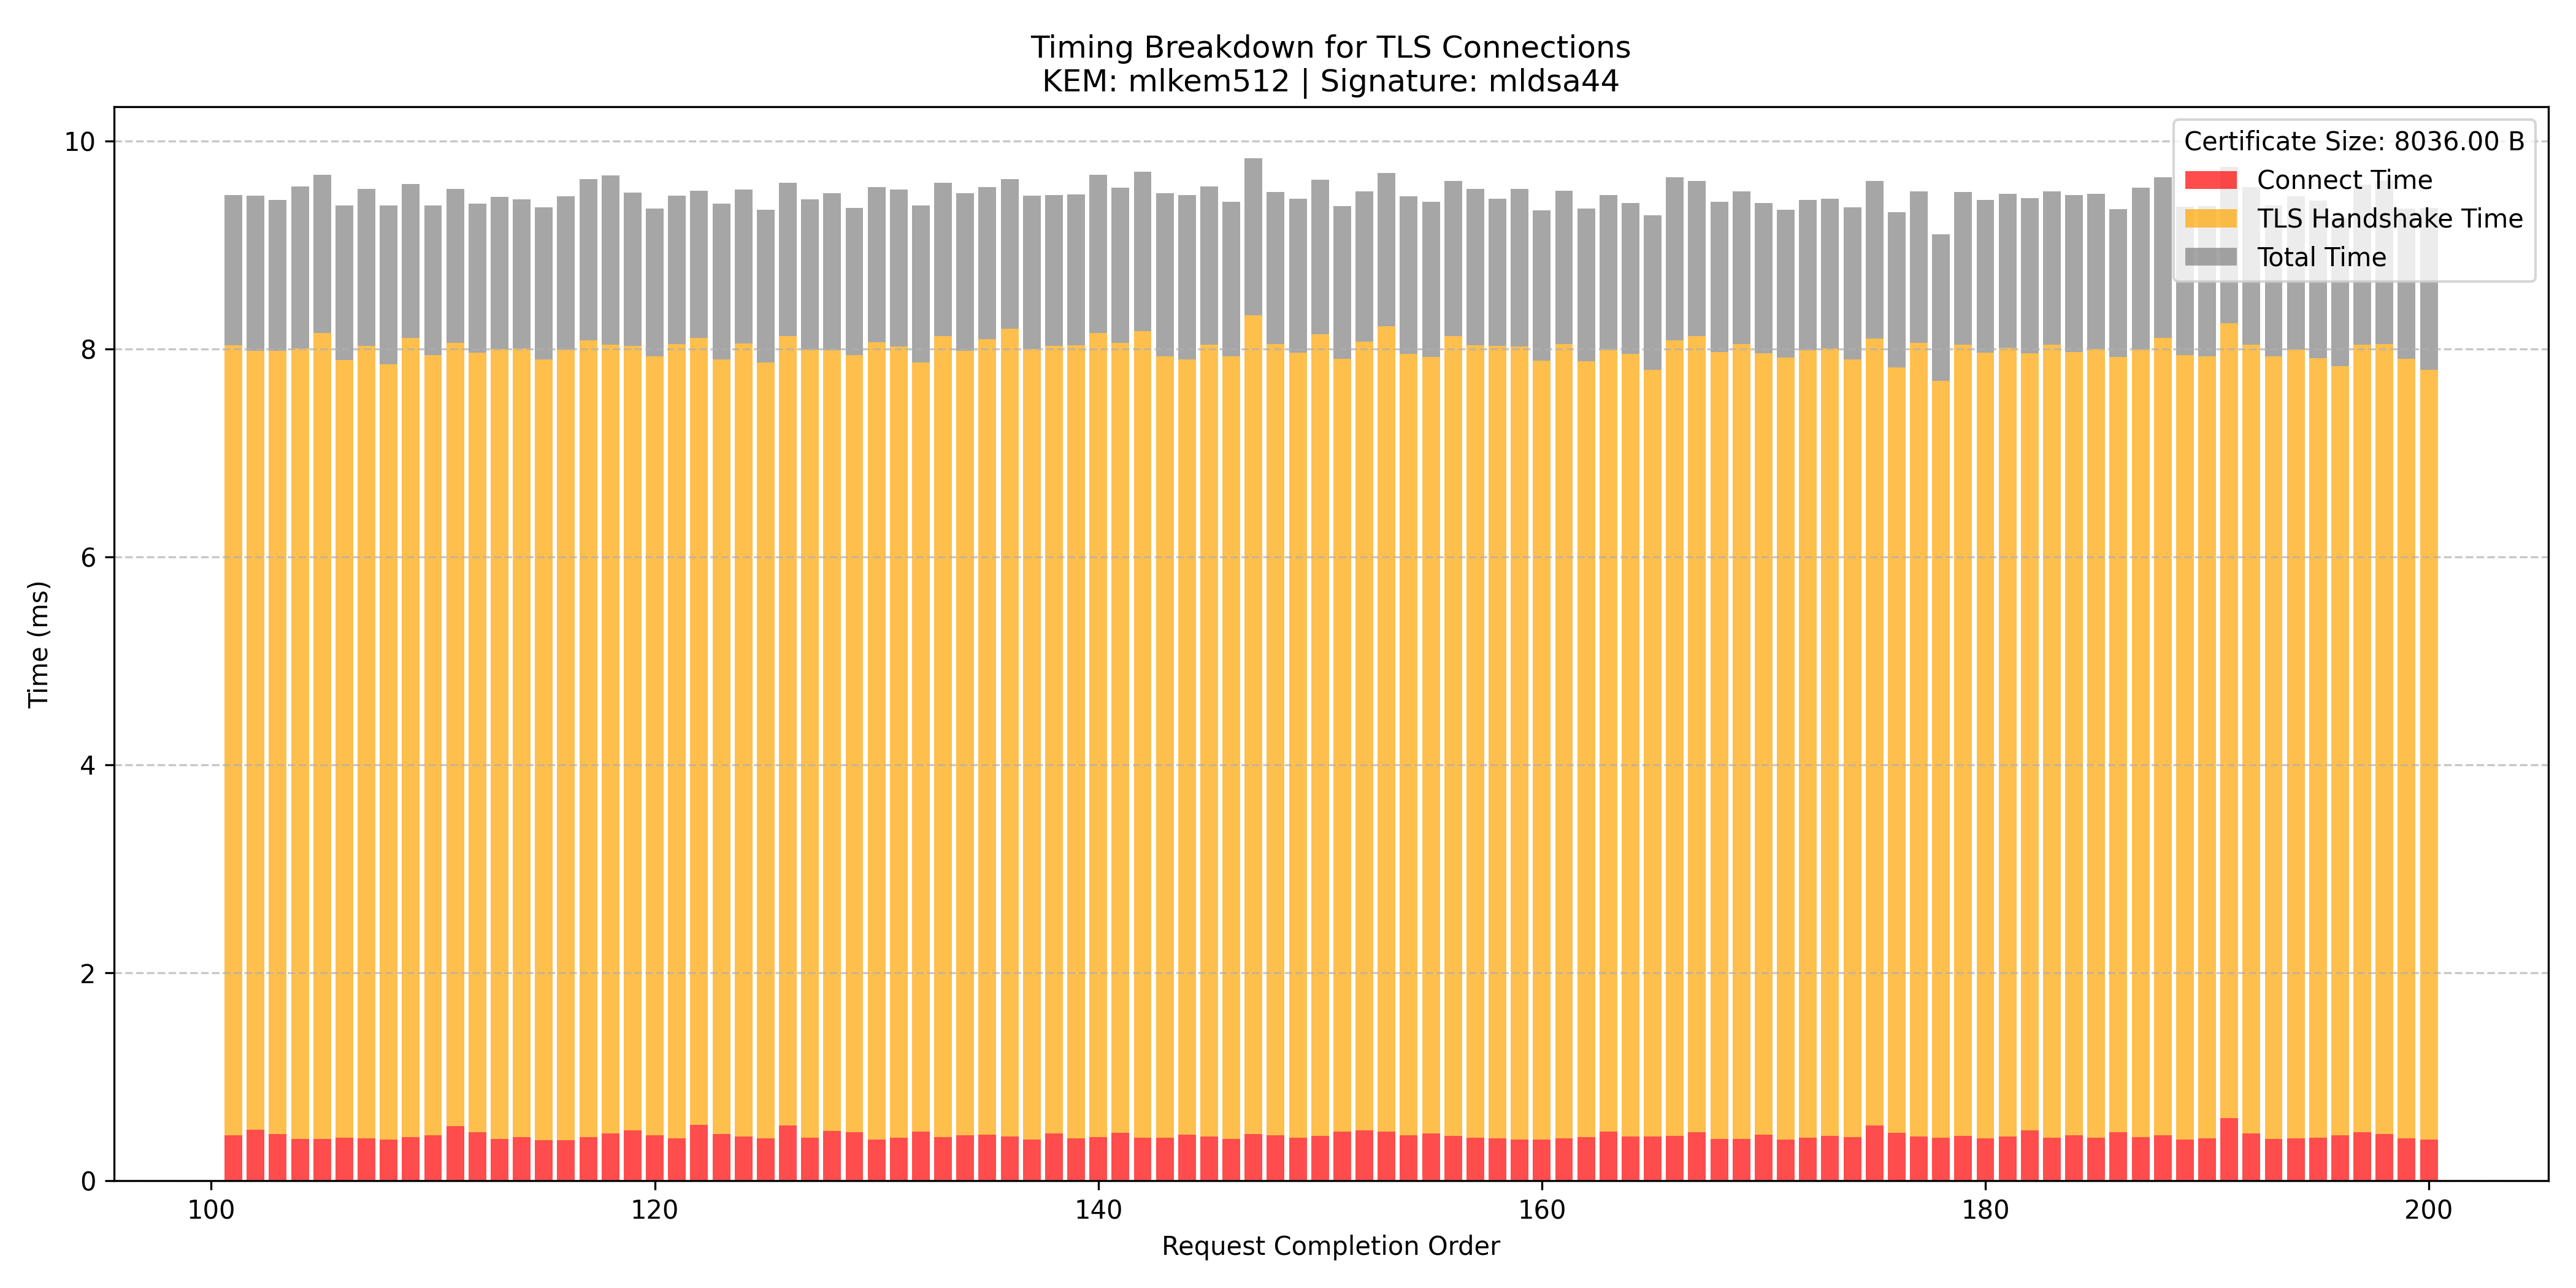 Timing Breakdown for TLS Connections
KEM: mlkem512 | Signature: mldsa44
Certificate Size: 8036.00 B
Connect Time
TLS Handshake Time
Total Time
Time (ms)
10
8
6
4
2
0
100 120 140 160 180 200
Request Completion Order